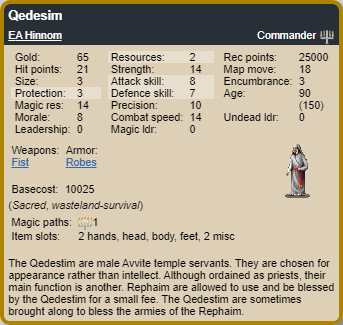 Qedesim
EA Hinnom Commander
Gold: 65 Resources: 2 Rec points: 25000
Hit points: 21 Strength: 14 Map move: 18
Size: 3 Attack skill: 8 Encumbrance: 3
Protection: 3 Defence skill: 7 Age: 90
Magic res: 14 Precision: 10 (150)
Morale: 8 Combat speed: 14 Undead ldr: 0
Leadership: 0 Magic ldr: 0
Weapons: Armor:
Fist Robes
Basecost: 10025
(Sacred, wasteland-survival)
Magic paths: 1
Item slots: 2 hands, head, body, feet, 2 misc
The Qedestim are male Avvite temple servants. They are chosen for
appearance rather than intellect. Although ordained as priests, their
main function is another. Rephaim are allowed to use and be blessed
by the Qedestim for a small fee. The Qedestim are sometimes
brought along to bless the armies of the Rephaim.